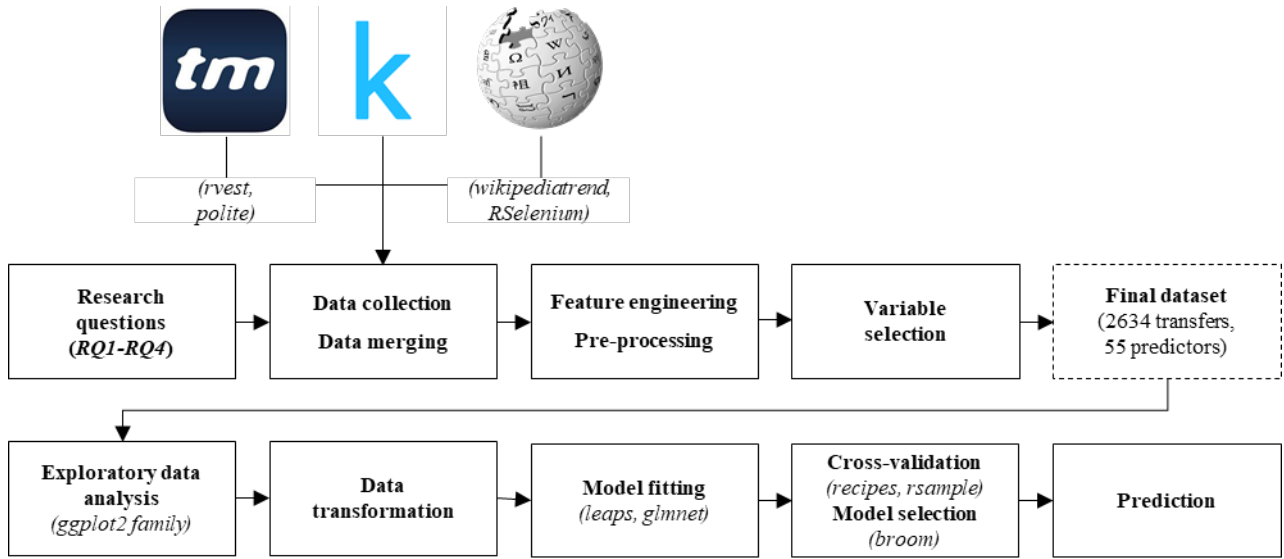 tm
k
Ω
W
И
祖
(rvest,
polite)
(wikipediatrend,
RSelenium)
Research
questions
(RQ1-RQ4)
Data collection
Data merging
Feature engineering
Pre-processing
Variable
selection
Final dataset
(2634 transfers,
55 predictors)
Exploratory data
analysis
(ggplot2 family)
Data
transformation
Model fitting
(leaps, glmnet)
Cross-validation
(recipes, rsample)
Model selection
(broom)
Prediction